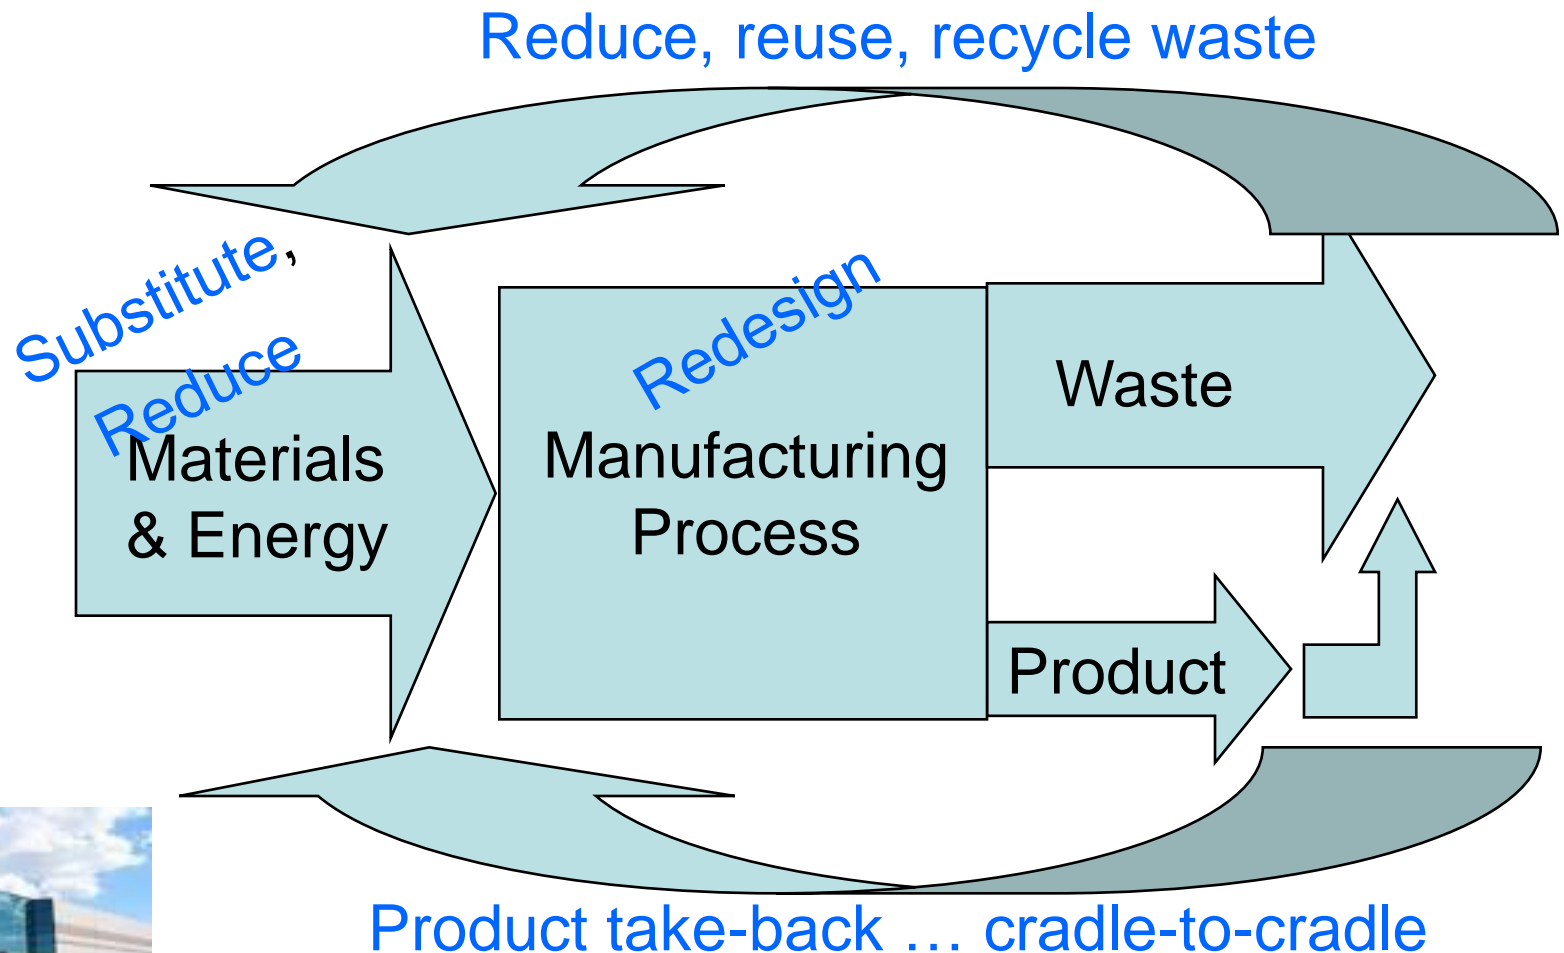 Reduce, reuse, recycle waste
Substitute,
Reduce
Materials
& Energy
Redesign
Manufacturing
Process
Waste
Product
Product take-back … cradle-to-cradle